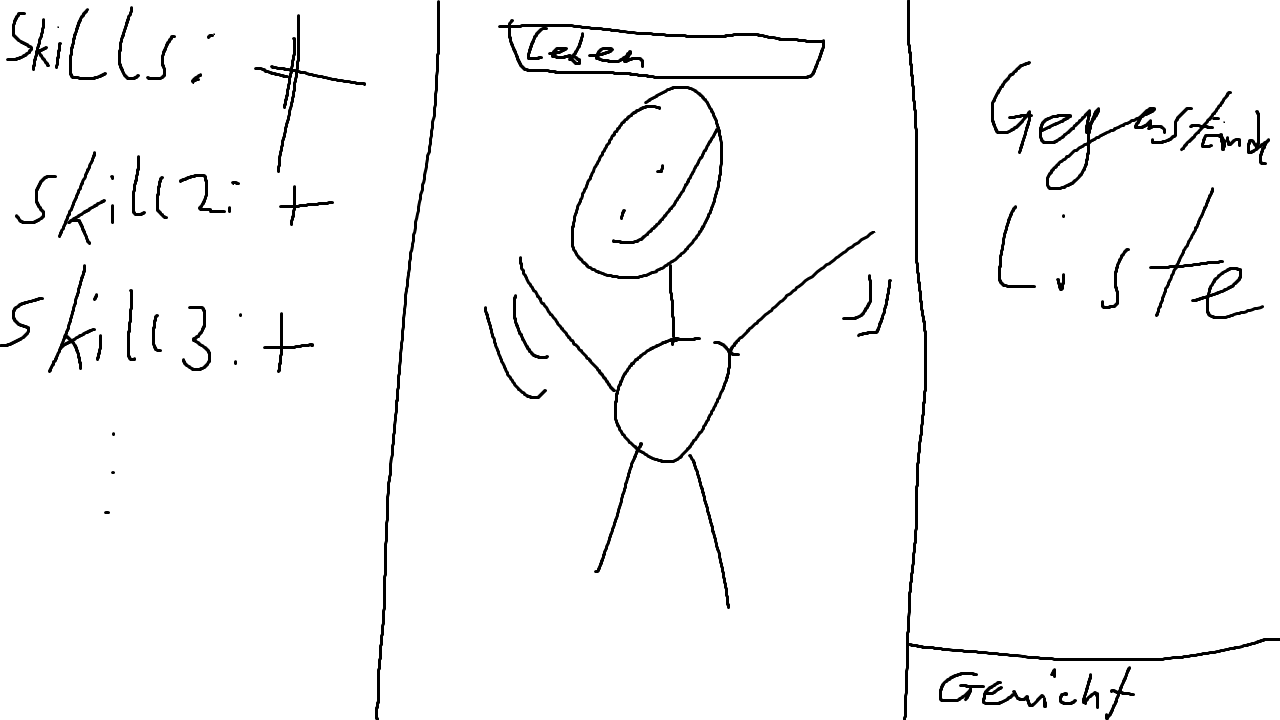 Skills: +
Skill2: +
Skill3: +
Leben
Gegenstände
Liste
Gewicht